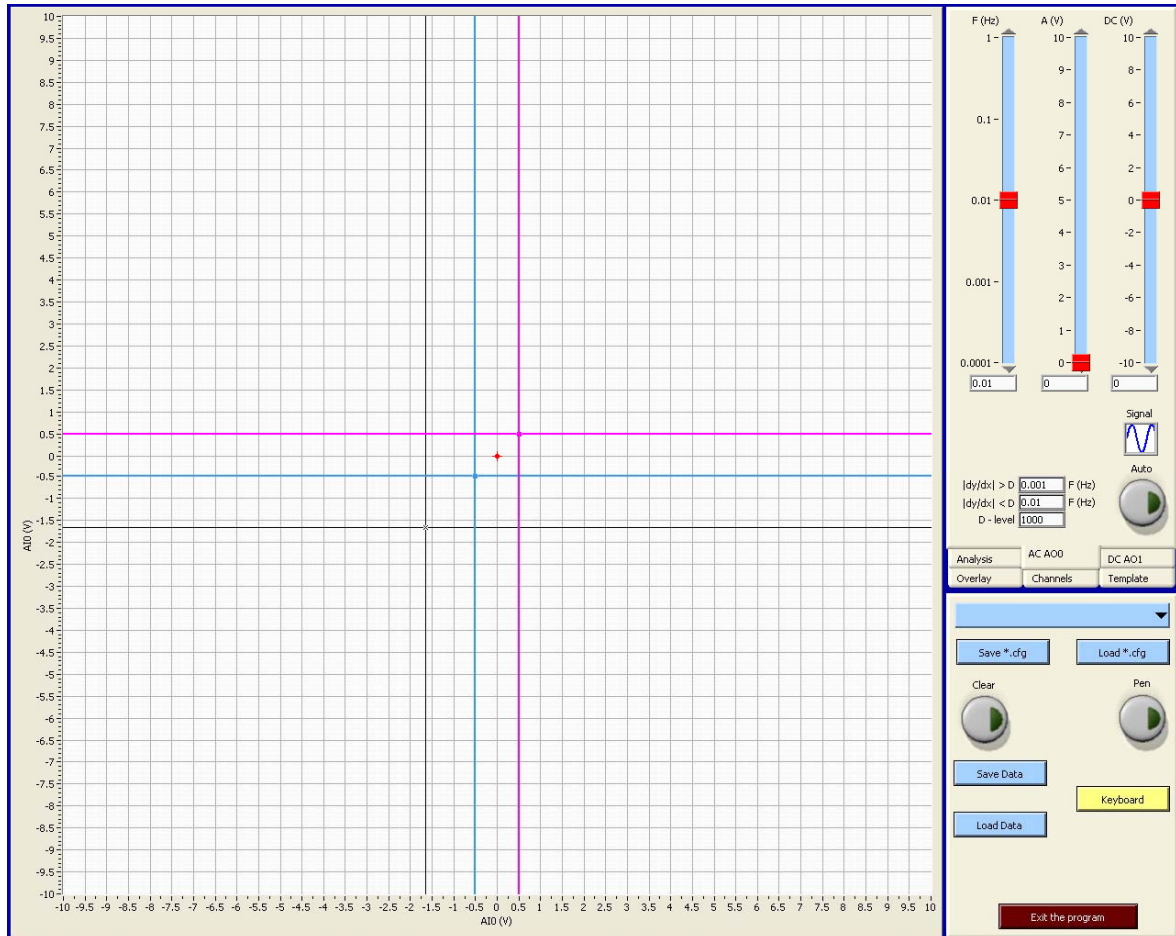 10
9.5
9
8.5
8
7.5
7
6.5
6
5.5
5
4.5
4
3.5
3
2.5
2
1.5
1
0.5
0
-0.5
-1
-1.5
-2
-2.5
-3
-3.5
-4
-4.5
-5
-5.5
-6
-6.5
-7
-7.5
-8
-8.5
-9
-9.5
-10
AI0 (V)
-10 -9.5 -9 -8.5 -8 -7.5 -7 -6.5 -6 -5.5 -5 -4.5 -4 -3.5 -3 -2.5 -2 -1.5 -1 -0.5 0 0.5 1 1.5 2 2.5 3 3.5 4 4.5 5 5.5 6 6.5 7 7.5 8 8.5 9 9.5 10
AI0 (V)
F (Hz) A (V) DC (V)
1 10 10
9 8
0.1 8 6
7 4
6 2
0.01 5 0
4 -2
3 -4
0.001 2 -6
1 -8
0.0001 0 -10
0.01 0 0
Signal
Auto
|dy/dx| > D 0.001 F (Hz)
|dy/dx| < D 0.01 F (Hz)
D - level 1000
Analysis AC AO0 DC AO1
Overlay Channels Template
Save *.cfg Load *.cfg
Clear Pen
Save Data
Keyboard
Load Data
Exit the program